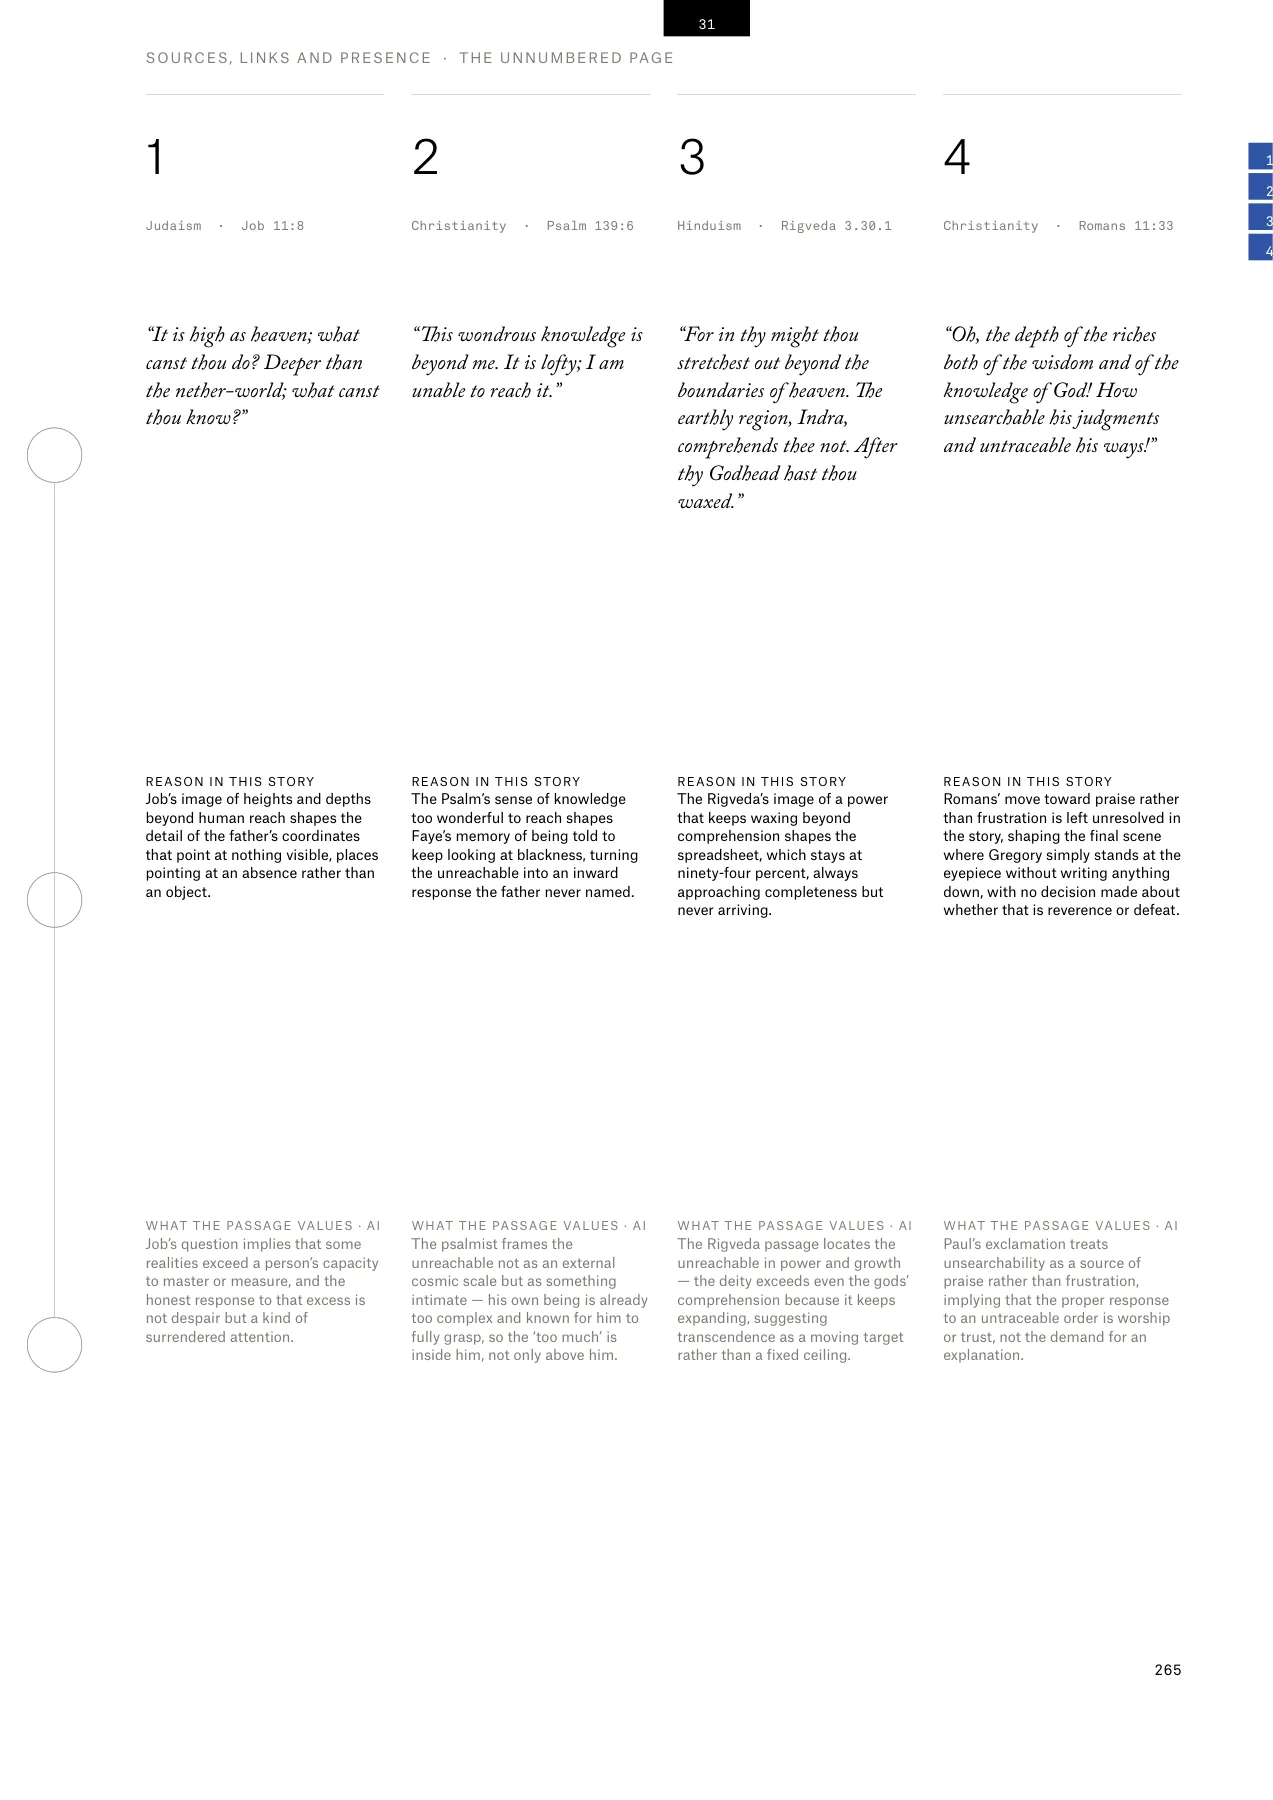 31
SOURCES, LINKS AND PRESENCE · THE UNNUMBERED PAGE
1
Judaism · Job 11:8
“It is high as heaven; what
canst thou do? Deeper than
the nether-world; what canst
thou know?”
REASON IN THIS STORY
Job’s image of heights and depths
beyond human reach shapes the
detail of the father’s coordinates
that point at nothing visible, places
pointing at an absence rather than
an object.
WHAT THE PASSAGE VALUES · AI
Job’s question implies that some
realities exceed a person’s capacity
to master or measure, and the
honest response to that excess is
not despair but a kind of
surrendered attention.
2
Christianity · Psalm 139:6
“This wondrous knowledge is
beyond me. It is lofty; I am
unable to reach it.”
REASON IN THIS STORY
The Psalm’s sense of knowledge
too wonderful to reach shapes
Faye’s memory of being told to
keep looking at blackness, turning
the unreachable into an inward
response the father never named.
WHAT THE PASSAGE VALUES · AI
The psalmist frames the
unreachable not as an external
cosmic scale but as something
intimate — his own being is already
too complex and known for him to
fully grasp, so the ‘too much’ is
inside him, not only above him.
3
Hinduism · Rigveda 3.30.1
“For in thy might thou
stretchest out beyond the
boundaries of heaven. The
earthly region, Indra,
comprehends thee not. After
thy Godhead hast thou
waxed.”
REASON IN THIS STORY
The Rigveda’s image of a power
that keeps waxing beyond
comprehension shapes the
spreadsheet, which stays at
ninety-four percent, always
approaching completeness but
never arriving.
WHAT THE PASSAGE VALUES · AI
The Rigveda passage locates the
unreachable in power and growth
— the deity exceeds even the gods’
comprehension because it keeps
expanding, suggesting
transcendence as a moving target
rather than a fixed ceiling.
4
Christianity · Romans 11:33
“Oh, the depth of the riches
both of the wisdom and of the
knowledge of God! How
unsearchable his judgments
and untraceable his ways!”
REASON IN THIS STORY
Romans’ move toward praise rather
than frustration is left unresolved in
the story, shaping the final scene
where Gregory simply stands at the
eyepiece without writing anything
down, with no decision made about
whether that is reverence or defeat.
WHAT THE PASSAGE VALUES · AI
Paul’s exclamation treats
unsearchability as a source of
praise rather than frustration,
implying that the proper response
to an untraceable order is worship
or trust, not the demand for an
explanation.
1
2
3
4
265